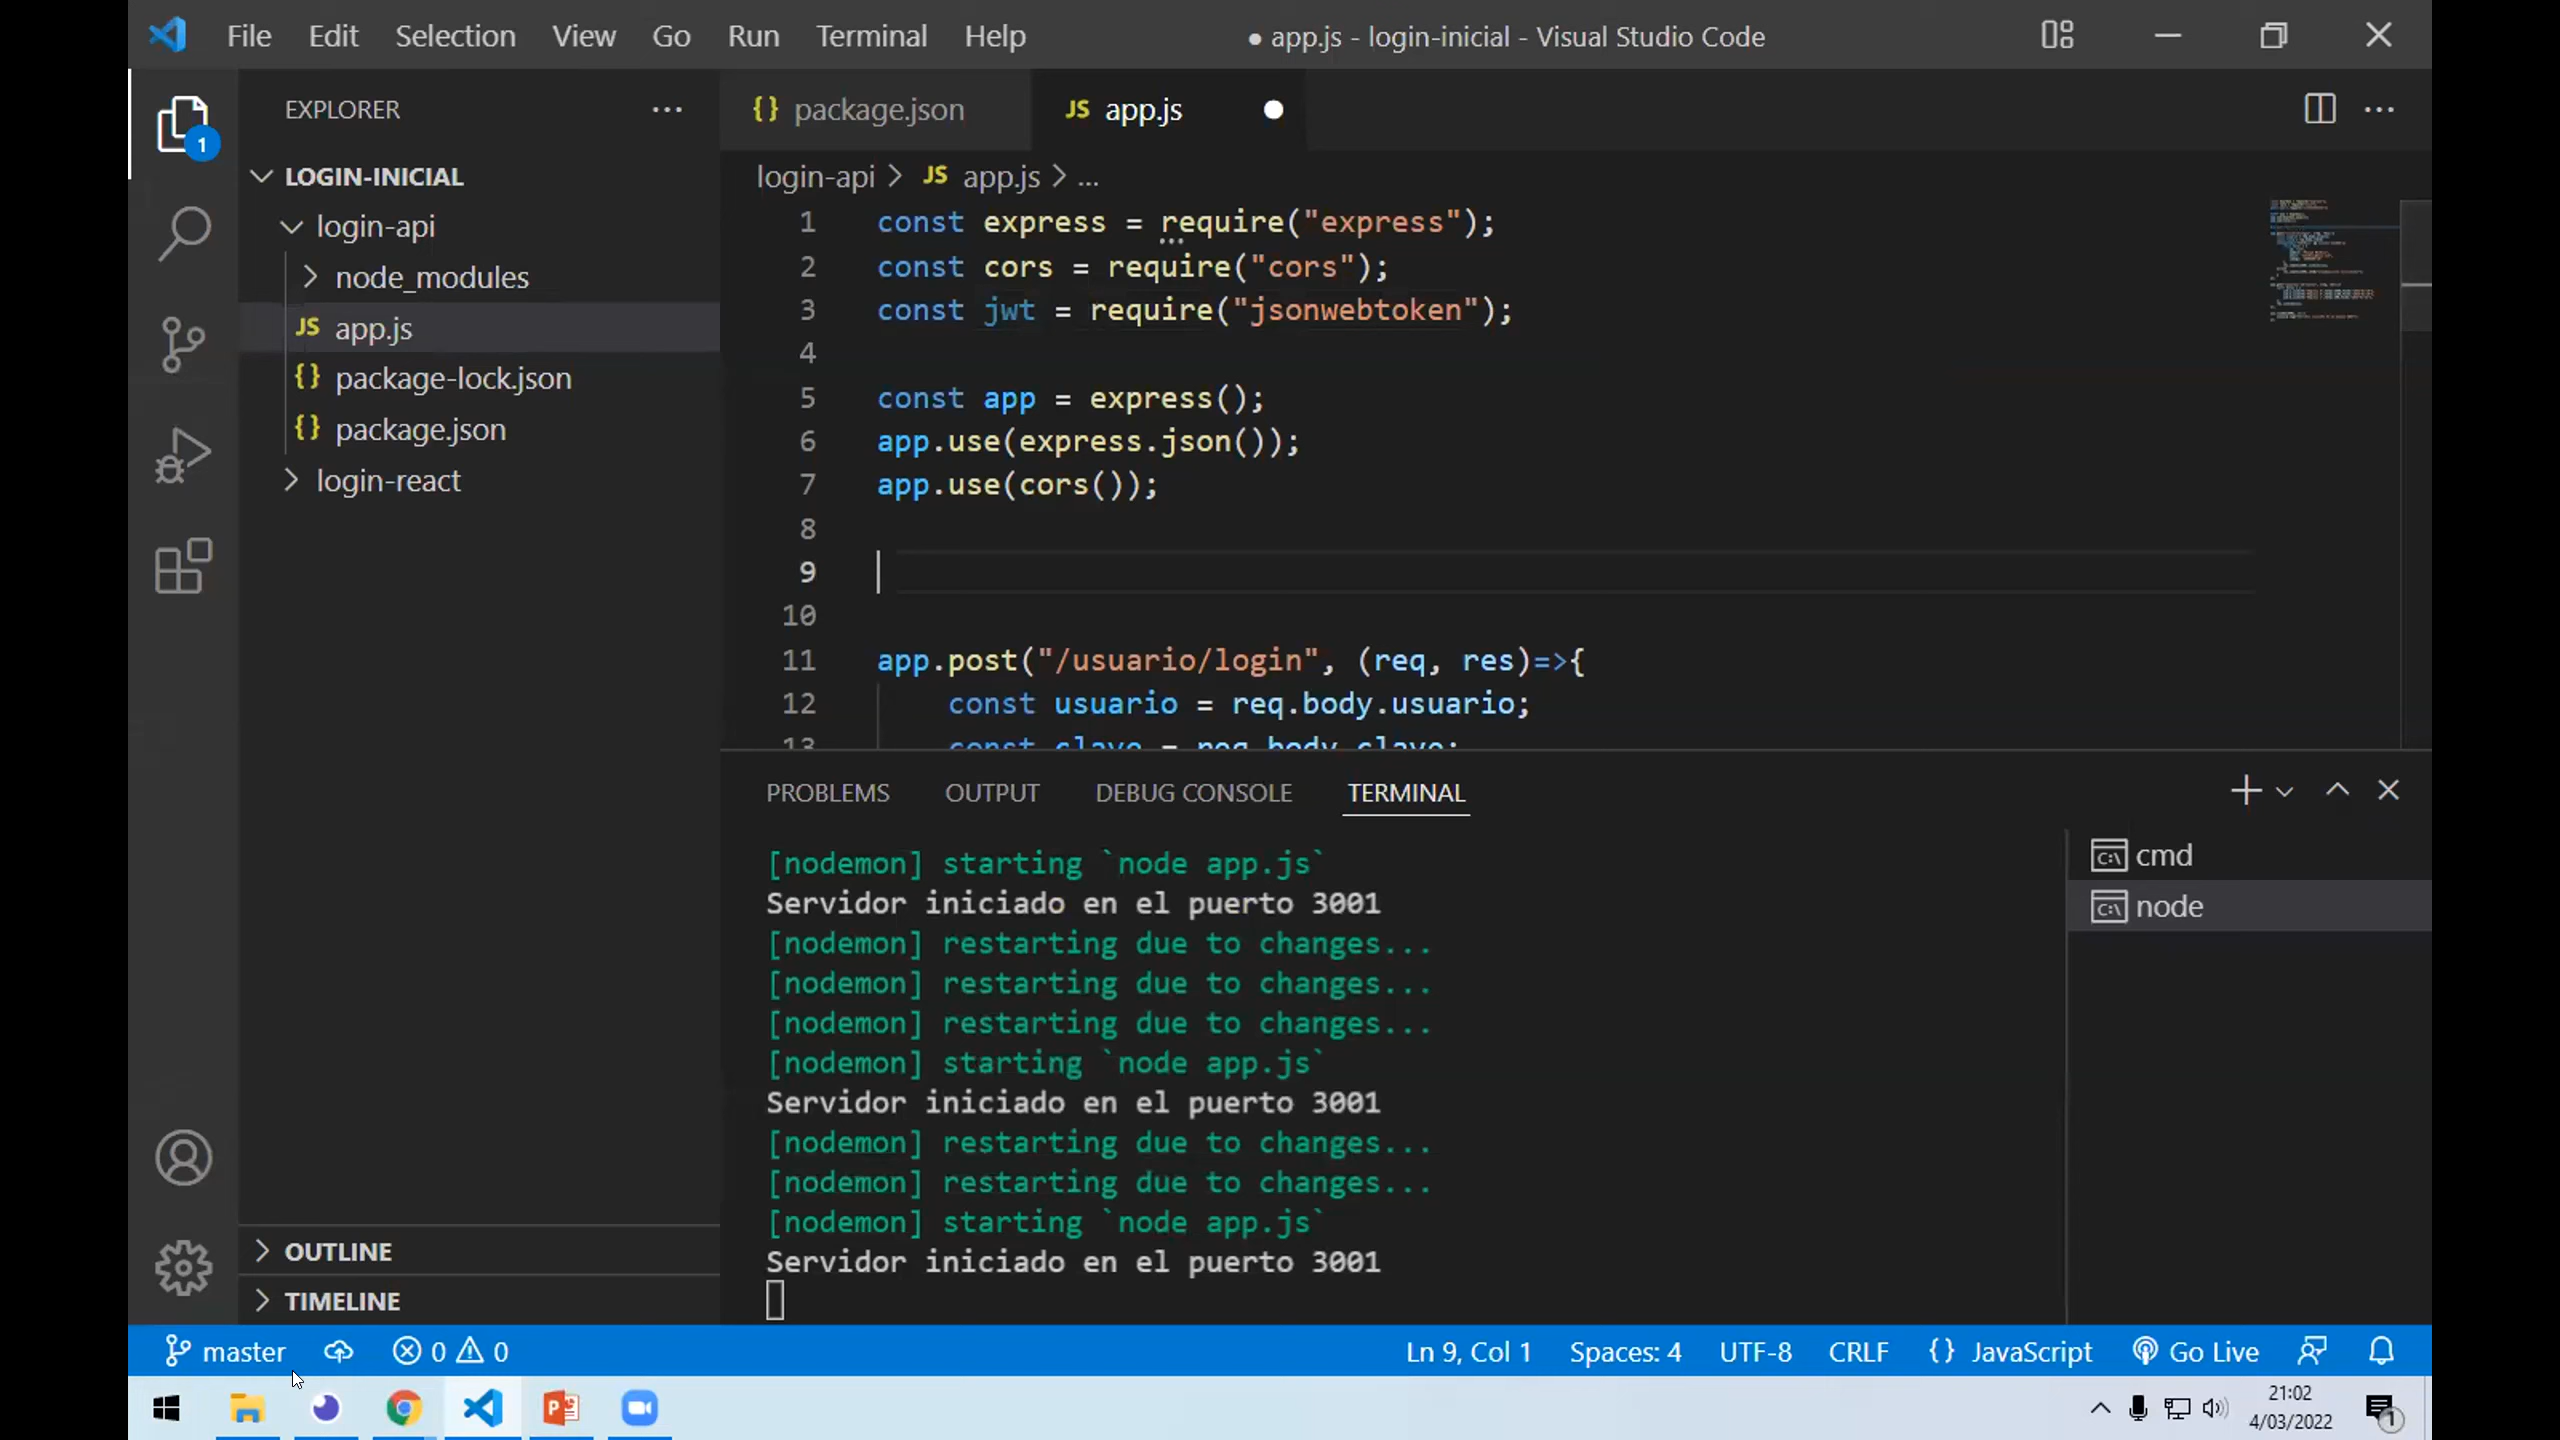 File Edit Selection View Go Run Terminal Help ● app.js - login-inicial - Visual Studio Code
EXPLORER ...
1
LOGIN-INICIAL
login-api
node_modules
JS app.js
{} package-lock.json
{} package.json
login-react
OUTLINE
TIMELINE
{} package.json JS app.js
login-api > JS app.js > ...
1 const express = require("express");
2 const cors = require("cors");
3 const jwt = require("jsonwebtoken");
4
5 const app = express();
6 app.use(express.json());
7 app.use(cors());
8
9
10
11 app.post("/usuario/login", (req, res)=>{
12 const usuario = req.body.usuario;
13 const clave = req.body.clave;
PROBLEMS OUTPUT DEBUG CONSOLE TERMINAL
[nodemon] starting `node app.js`
Servidor iniciado en el puerto 3001
[nodemon] restarting due to changes...
[nodemon] restarting due to changes...
[nodemon] restarting due to changes...
[nodemon] starting `node app.js`
Servidor iniciado en el puerto 3001
[nodemon] restarting due to changes...
[nodemon] restarting due to changes...
[nodemon] starting `node app.js`
Servidor iniciado en el puerto 3001
cmd
node
master 0 0 Ln 9, Col 1 Spaces: 4 UTF-8 CRLF {} JavaScript Go Live
21:02
4/03/2022
1